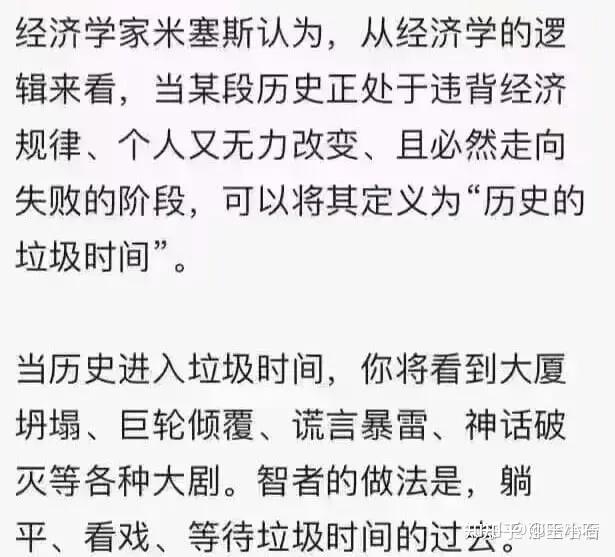 经济学家米塞斯认为，从经济学的逻
辑来看，当某段历史正处于违背经济
规律、个人又无力改变、且必然走向
失败的阶段，可以将其定义为“历史的
垃圾时间”。
当历史进入垃圾时间，你将看到大厦
坍塌、巨轮倾覆、谎言暴雷、神话破
灭等各种大剧。智者的做法是，躺
平、看戏、等待垃圾时间的过去。
知乎